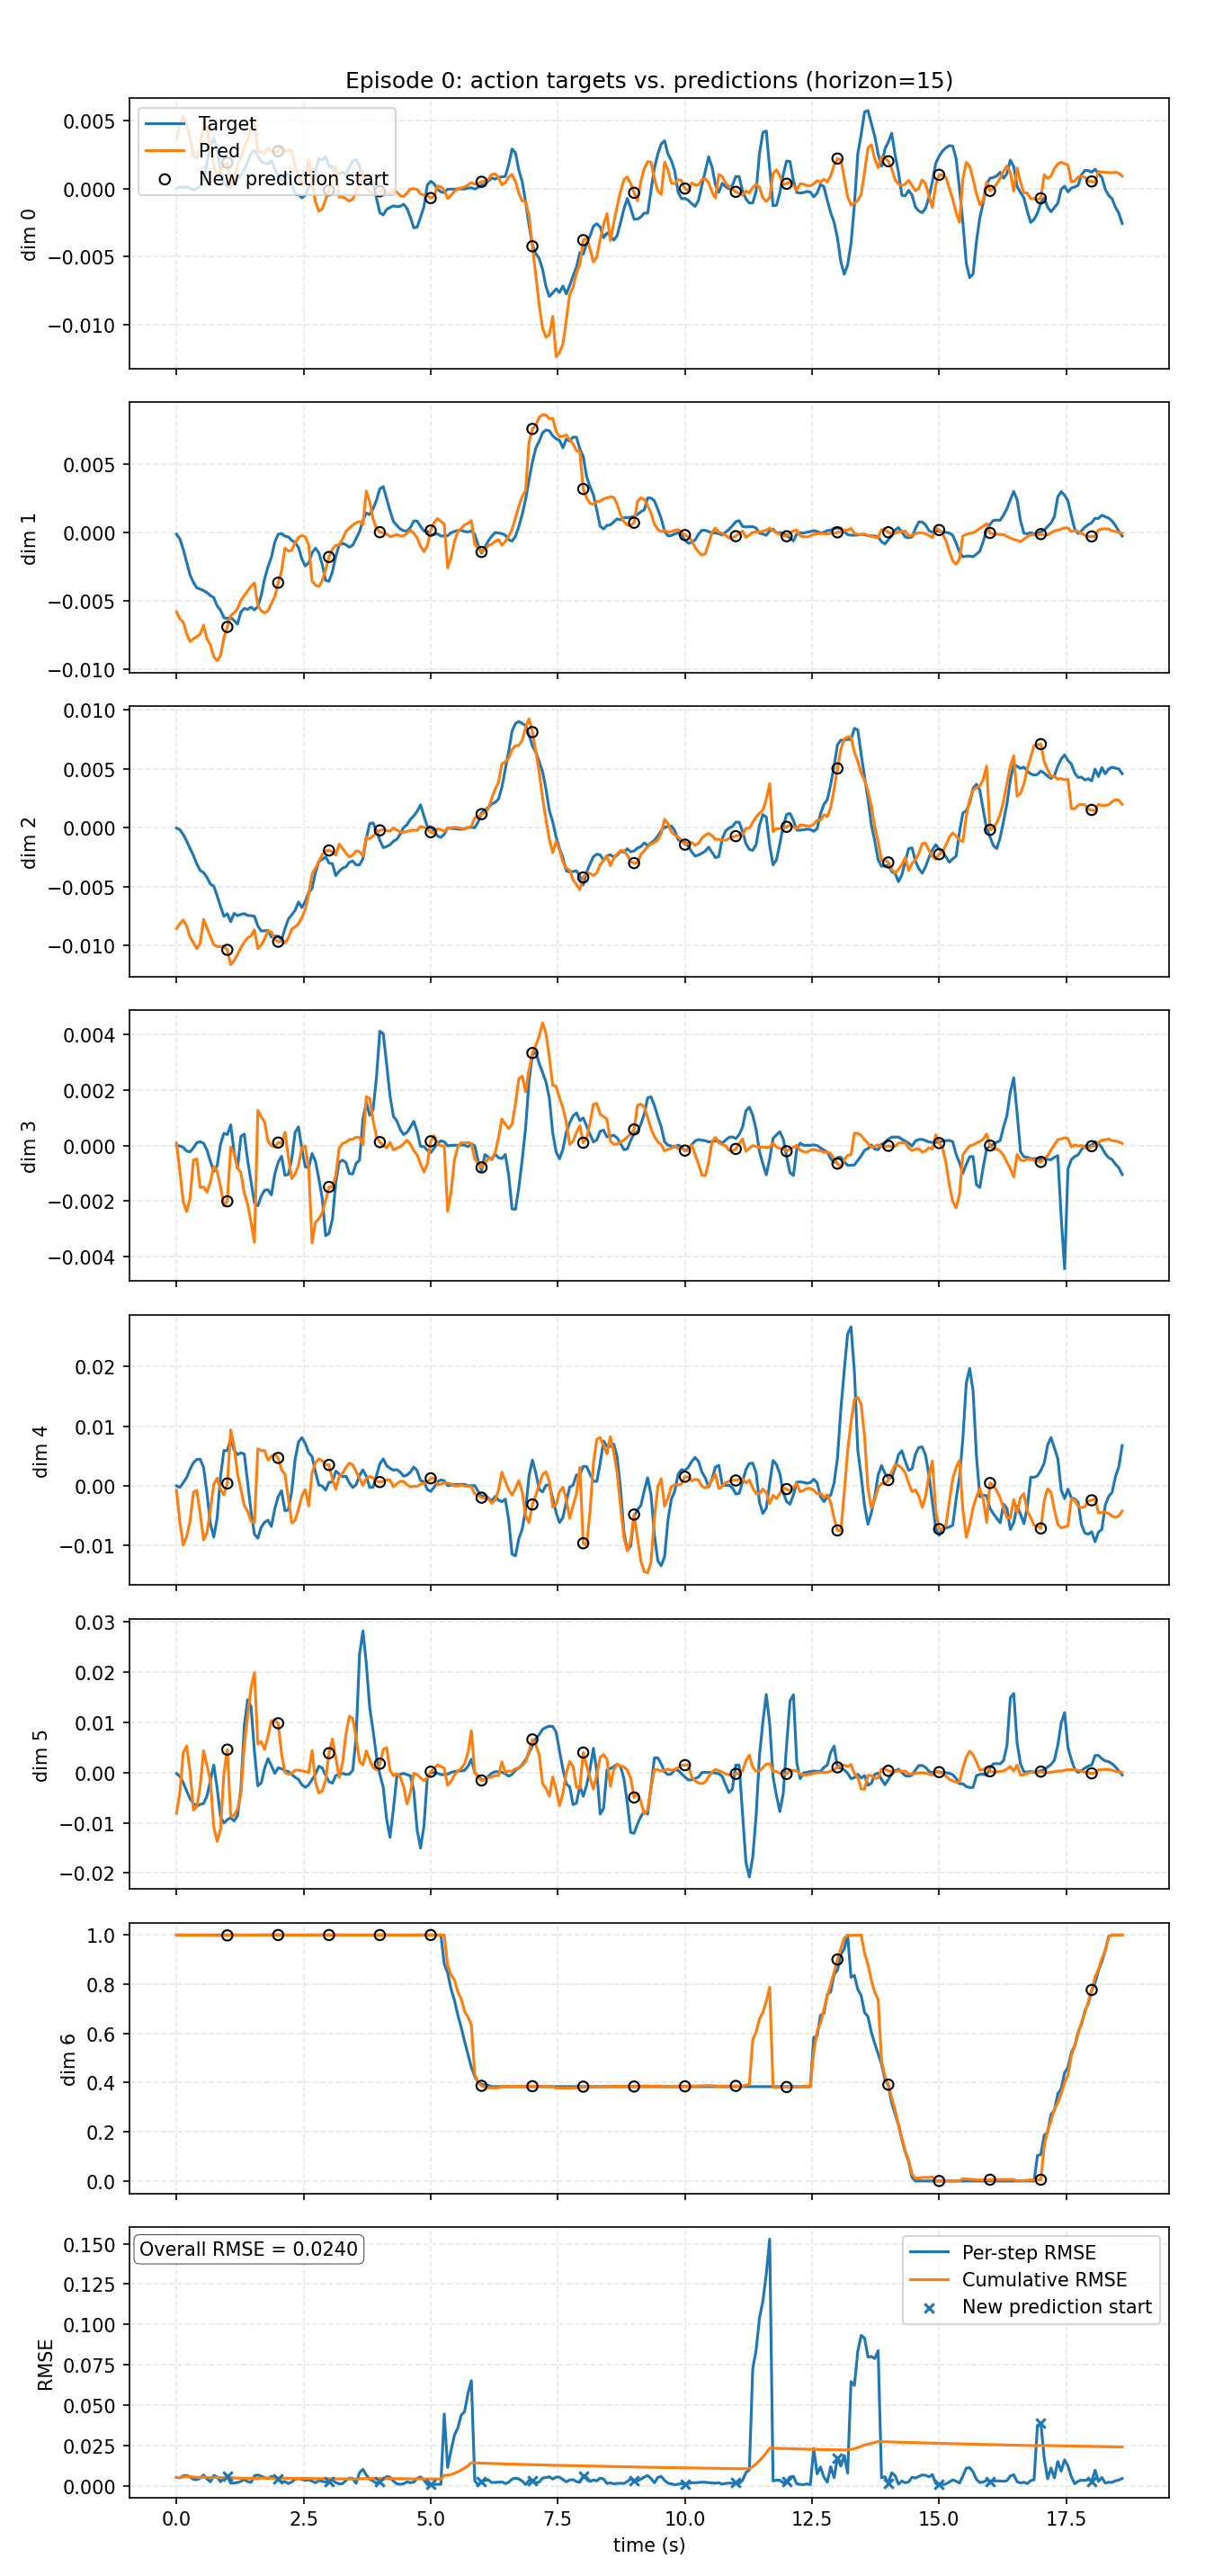 Episode 0: action targets vs. predictions (horizon=15)
Target
Pred
New prediction start
0.005
0.000
−0.005
−0.010
dim 0
0.005
0.000
−0.005
−0.010
dim 1
0.010
0.005
0.000
−0.005
−0.010
dim 2
0.004
0.002
0.000
−0.002
−0.004
dim 3
0.02
0.01
0.00
−0.01
dim 4
0.03
0.02
0.01
0.00
−0.01
−0.02
dim 5
1.0
0.8
0.6
0.4
0.2
0.0
dim 6
Overall RMSE = 0.0240
Per-step RMSE
Cumulative RMSE
New prediction start
0.150
0.125
0.100
0.075
0.050
0.025
0.000
RMSE
0.0 2.5 5.0 7.5 10.0 12.5 15.0 17.5
time (s)